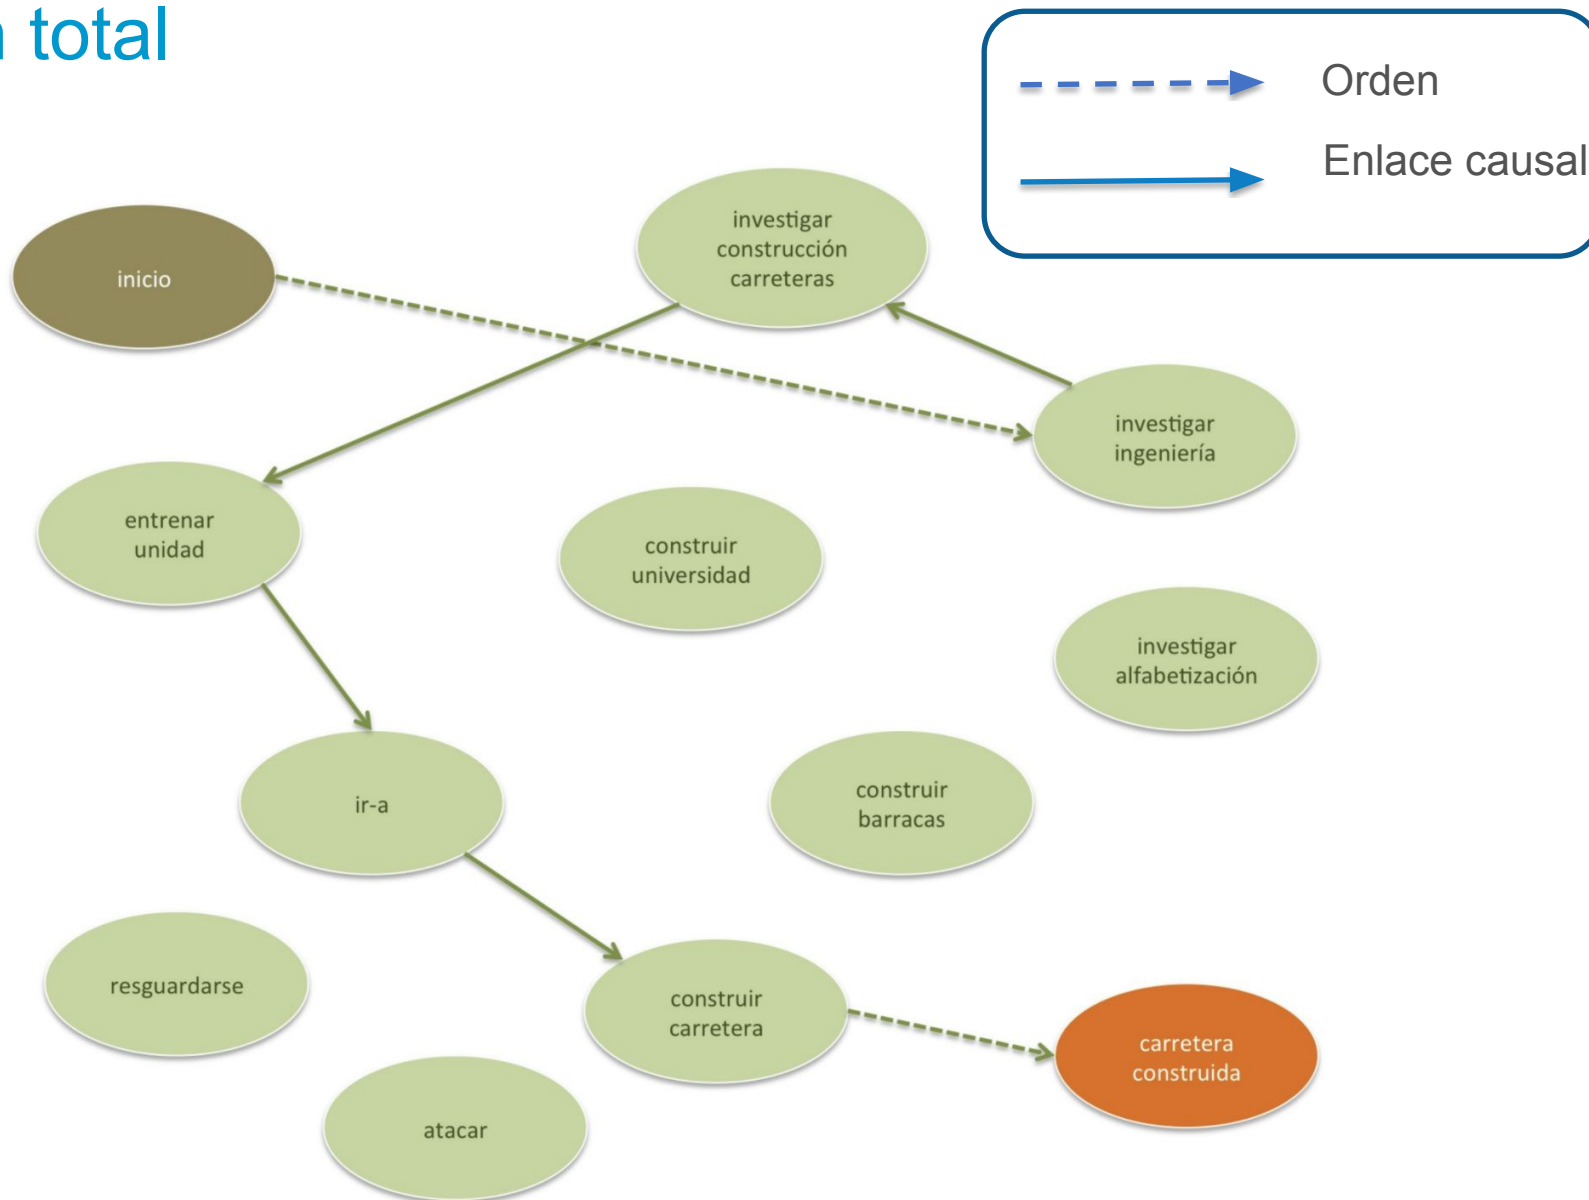 total
Orden
Enlace causal
investigar
construcción
carreteras
inicio
investigar
ingeniería
entrenar
unidad
construir
universidad
investigar
alfabetización
ir-a
construir
barracas
resguardarse
construir
carretera
carretera
construida
atacar